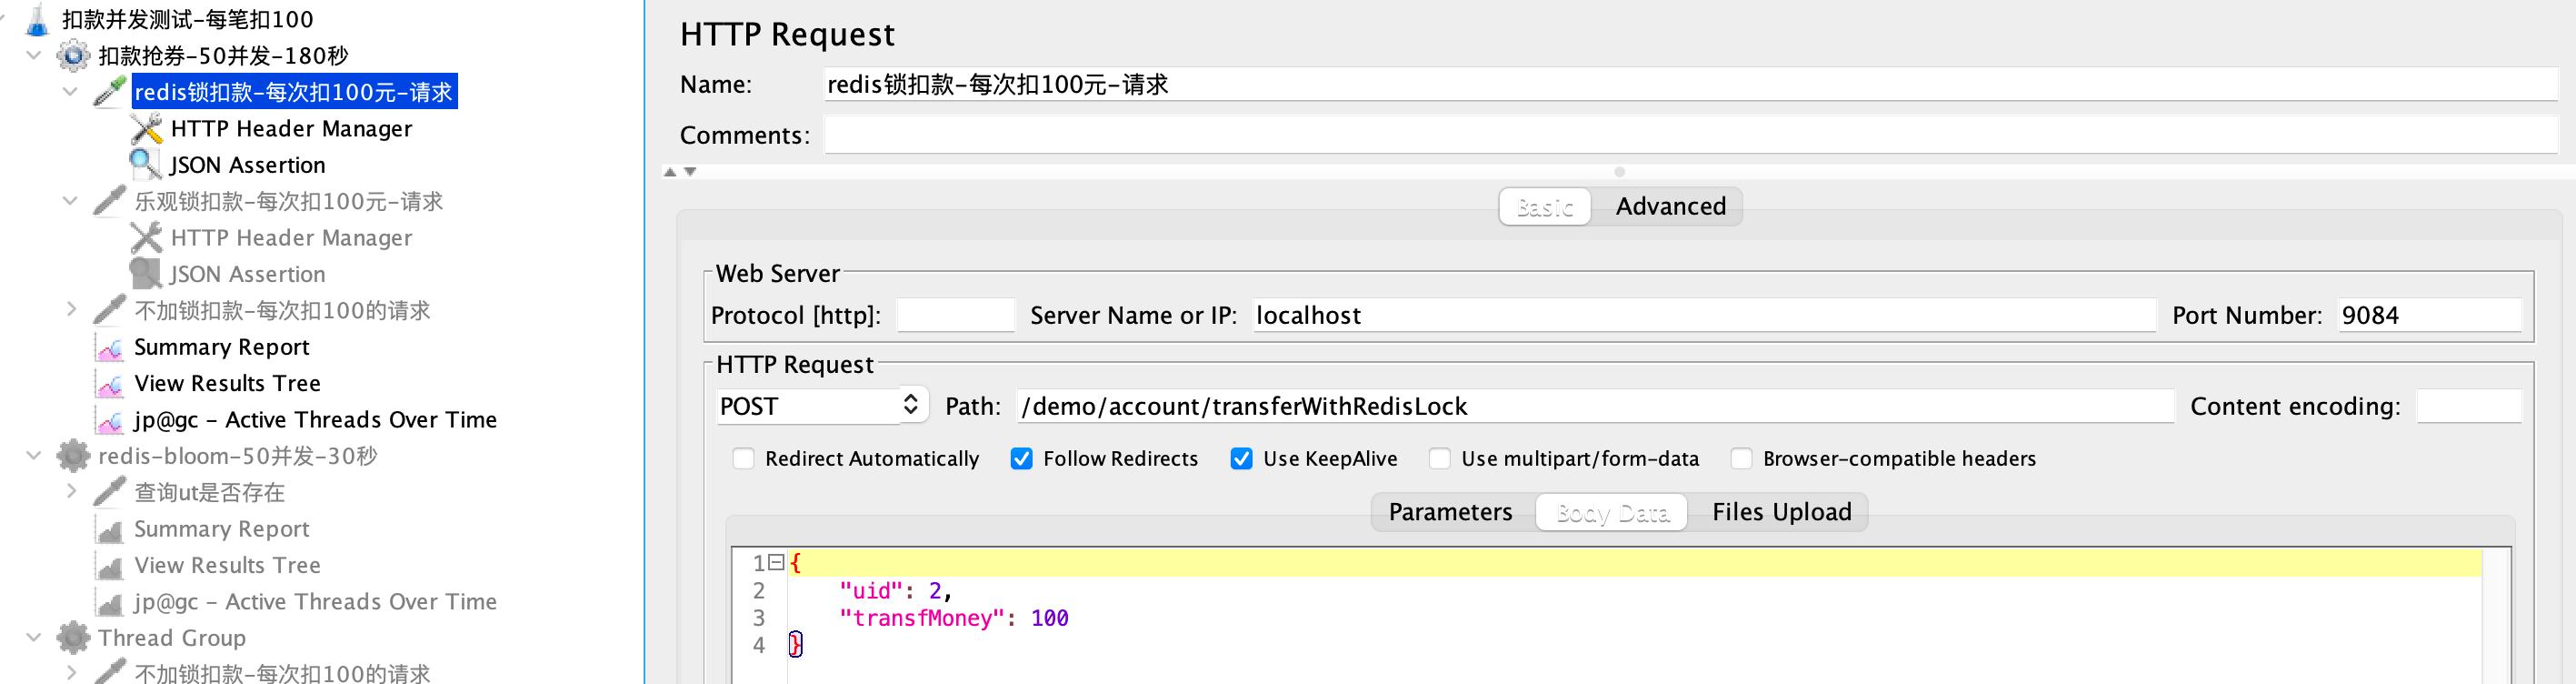 扣款并发测试-每笔扣100
扣款抢券-50并发-180秒
redis锁扣款-每次扣100元-请求
HTTP Header Manager
JSON Assertion
乐观锁扣款-每次扣100元-请求
HTTP Header Manager
JSON Assertion
不加锁扣款-每次扣100的请求
Summary Report
View Results Tree
jp@gc - Active Threads Over Time
redis-bloom-50并发-30秒
查询ut是否存在
Summary Report
View Results Tree
jp@gc - Active Threads Over Time
Thread Group
不加锁扣款-每次扣100的请求
HTTP Request
Name: redis锁扣款-每次扣100元-请求
Comments:
Basic Advanced
Web Server
Protocol [http]: Server Name or IP: localhost Port Number: 9084
HTTP Request
POST Path: /demo/account/transferWithRedisLock Content encoding:
Redirect Automatically Follow Redirects Use KeepAlive Use multipart/form-data Browser-compatible headers
Parameters Body Data Files Upload
1 {
2 "uid": 2,
3 "transfMoney": 100
4 }